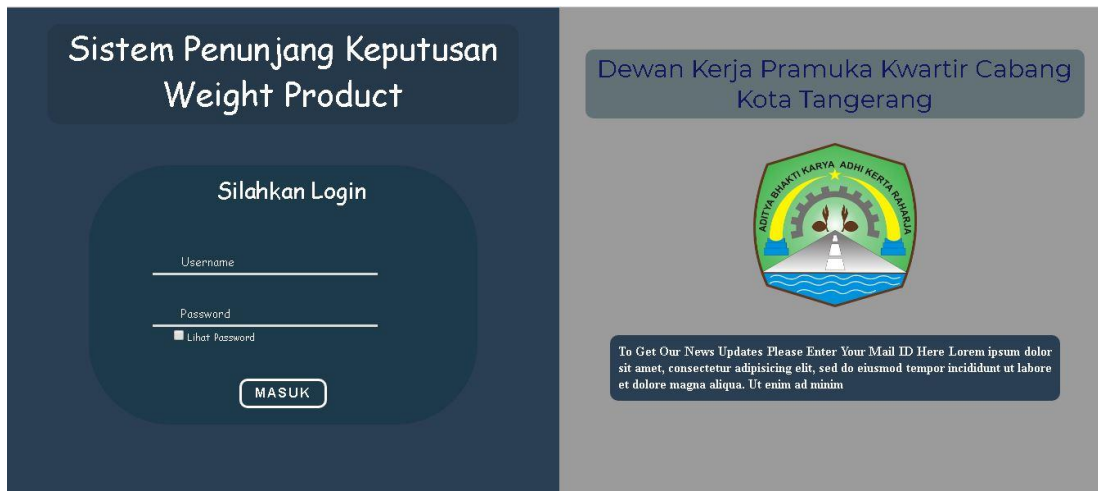 Sistem Penunjang Keputusan
Weight Product
Silahkan Login
Username
Password
Lihat Password
MASUK
Dewan Kerja Pramuka Kwartir Cabang
Kota Tangerang
ADITYA BHAKTI KARYA ADHI KERTA RAHARJA
To Get Our News Updates Please Enter Your Mail ID Here Lorem ipsum dolor
sit amet, consectetur adipisicing elit, sed do eiusmod tempor incididunt ut labore
et dolore magna aliqua. Ut enim ad minim